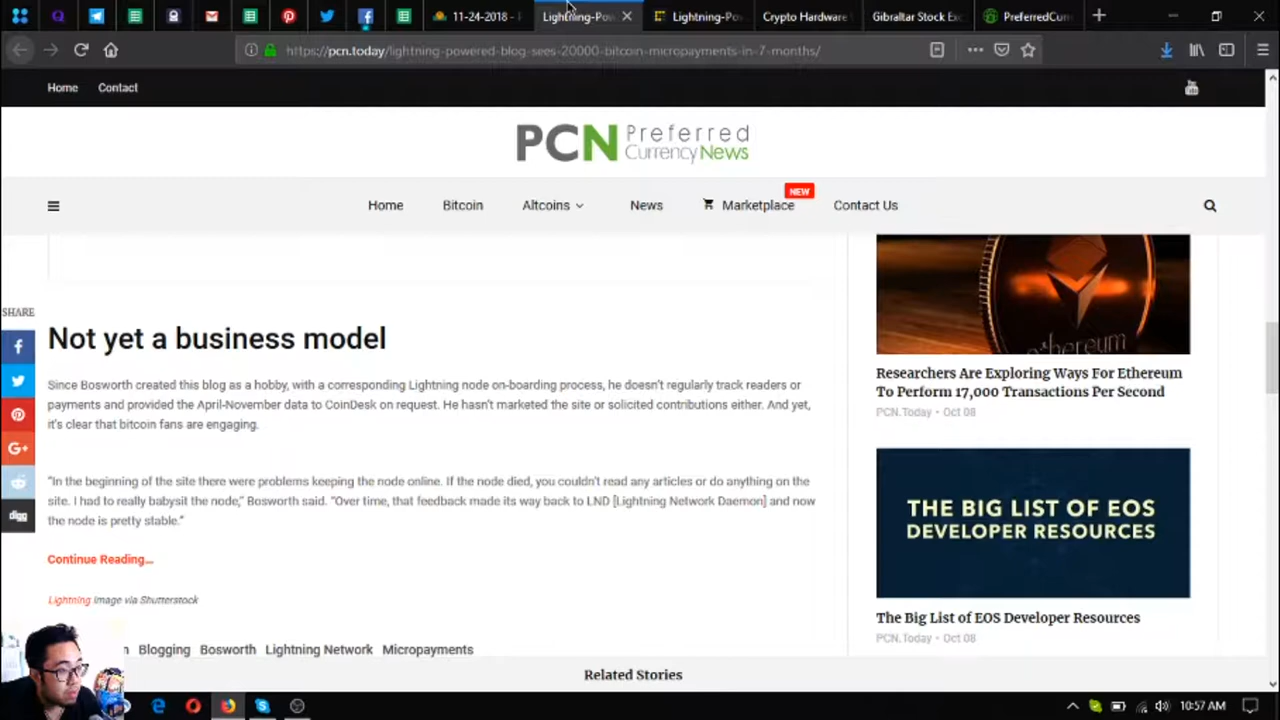 11-24-2018 -
Lightning-Pow
Lightning-Pow
Crypto Hardware
Gibraltar Stock Exc
PreferredCurr
https://pcn.today/lightning-powered-blog-sees-20000-bitcoin-micropayments-in-7-months/
Home
Contact
PCN Preferred
CurrencyNews
Home
Bitcoin
Altcoins
News
Marketplace
NEW
Contact Us
SHARE
Not yet a business model
Since Bosworth created this blog as a hobby, with a corresponding Lightning node on-boarding process, he doesn't regularly track readers or
payments and provided the April-November data to CoinDesk on request. He hasn't marketed the site or solicited contributions either. And yet,
it's clear that bitcoin fans are engaging.
"In the beginning of the site there were problems keeping the node online. If the node died, you couldn't read any articles or do anything on the
site. I had to really babysit the node," Bosworth said. "Over time, that feedback made its way back to LND [Lightning Network Daemon] and now
the node is pretty stable."
Continue Reading...
Lightning image via Shutterstock
Blogging
Bosworth
Lightning Network
Micropayments
Related Stories
ethereum
Researchers Are Exploring Ways For Ethereum
To Perform 17,000 Transactions Per Second
PCN.Today • Oct 08
THE BIG LIST OF EOS
DEVELOPER RESOURCES
The Big List of EOS Developer Resources
PCN.Today • Oct 08
digg
10:57 AM